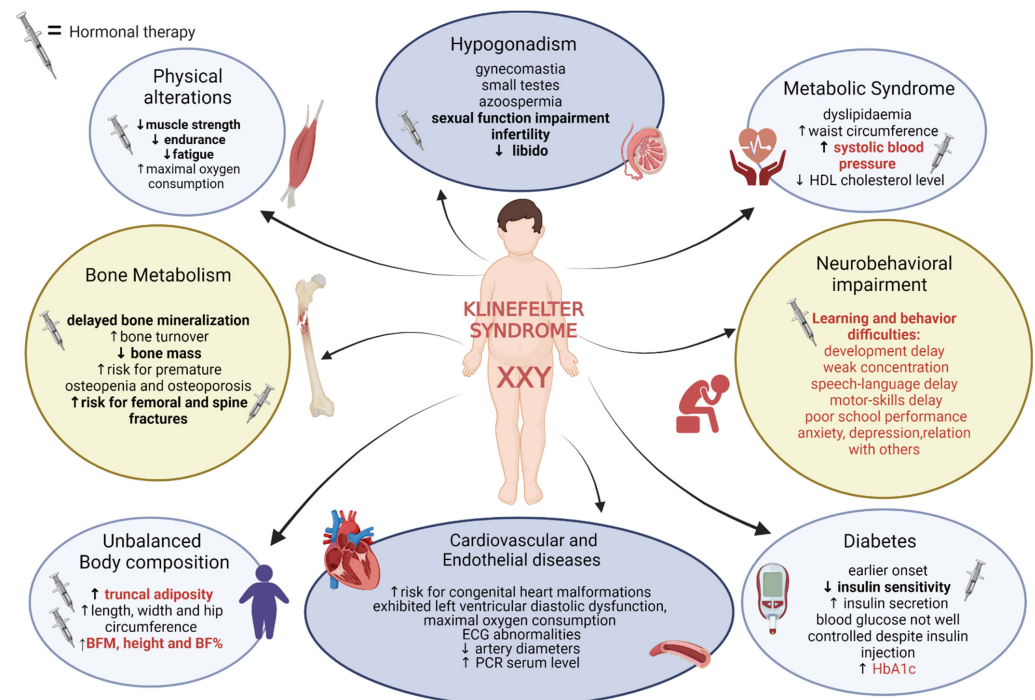 = Hormonal therapy
Hypogonadism
gynecomastia
small testes
azoospermia
sexual function impairment
infertility
↓ libido
Physical
alterations
↓muscle strength
↓ endurance
↓fatigue
↑maximal oxygen
consumption
Metabolic Syndrome
dyslipidaemia
↑waist circumference
↑ systolic blood
pressure
↓ HDL cholesterol level
Bone Metabolism
delayed bone mineralization
↑bone turnover
↓ bone mass
↑risk for premature
osteopenia and osteoporosis
↑risk for femoral and spine
fractures
KLINEFELTER
SYNDROME
XXY
Neurobehavioral
impairment
Learning and behavior
difficulties:
development delay
weak concentration
speech-language delay
motor-skills delay
poor school performance
anxiety, depression,relation
with others
Unbalanced
Body composition
↑ truncal adiposity
↑length, width and hip
circumference
↑BFM, height and BF%
Cardiovascular and
Endothelial diseases
↑risk for congenital heart malformations
exhibited left ventricular diastolic dysfunction,
maximal oxygen consumption
ECG abnormalities
↓ artery diameters
↑ PCR serum level
Diabetes
earlier onset
↓ insulin sensitivity
↑ insulin secretion
blood glucose not well
controlled despite insulin
injection
↑ HbA1c